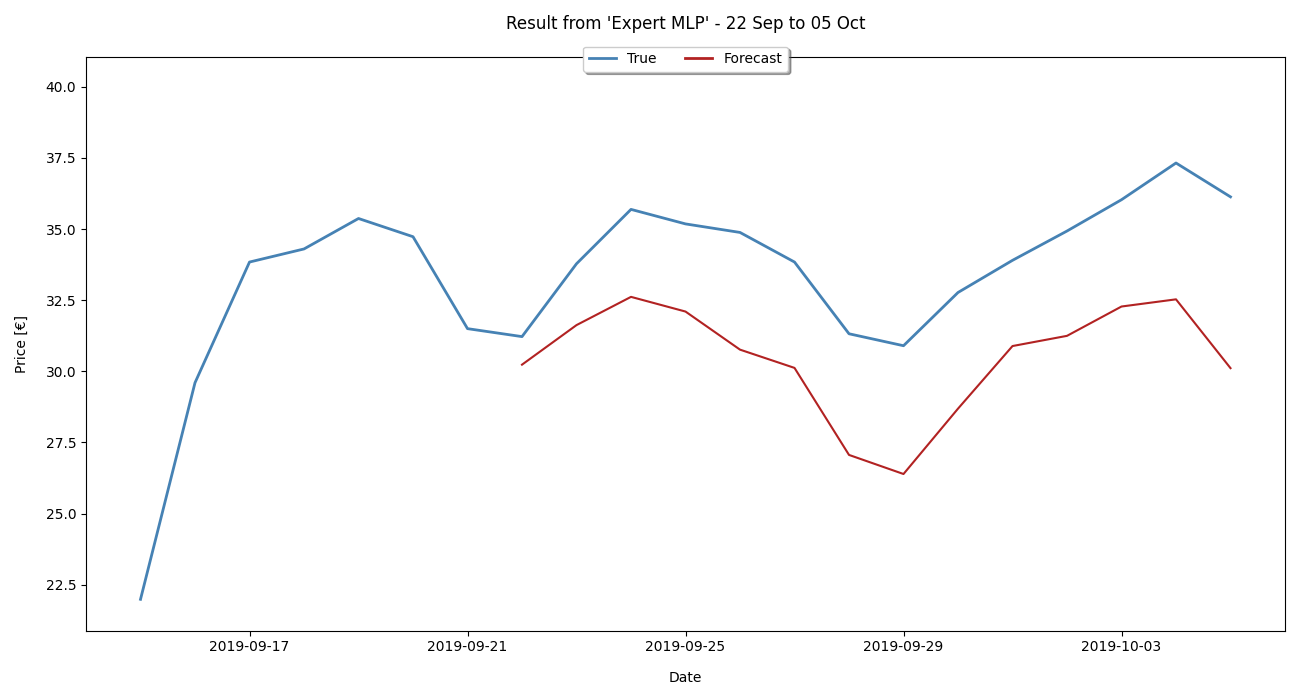 Result from 'Expert MLP' - 22 Sep to 05 Oct
True
Forecast
40.0
37.5
35.0
32.5
30.0
27.5
25.0
22.5
Price [€]
2019-09-17
2019-09-21
2019-09-25
2019-09-29
2019-10-03
Date